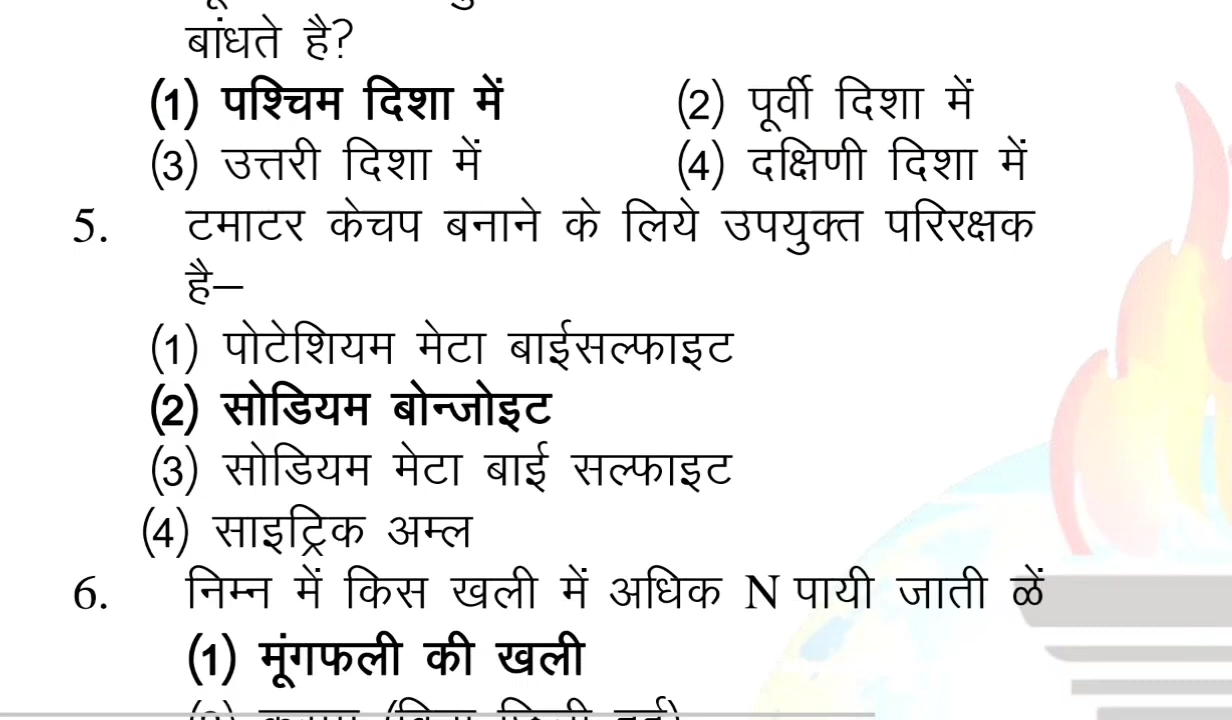 बांधते है?
(1) पश्चिम दिशा में (2) पूर्वी दिशा में
(3) उत्तरी दिशा में (4) दक्षिणी दिशा में
5. टमाटर केचप बनाने के लिये उपयुक्त परिरक्षक
है–
(1) पोटेशियम मेटा बाईसल्फाइट
(2) सोडियम बोन्जोइट
(3) सोडियम मेटा बाई सल्फाइट
(4) साइट्रिक अम्ल
6. निम्न में किस खली में अधिक N पायी जाती ळें
(1) मूंगफली की खली